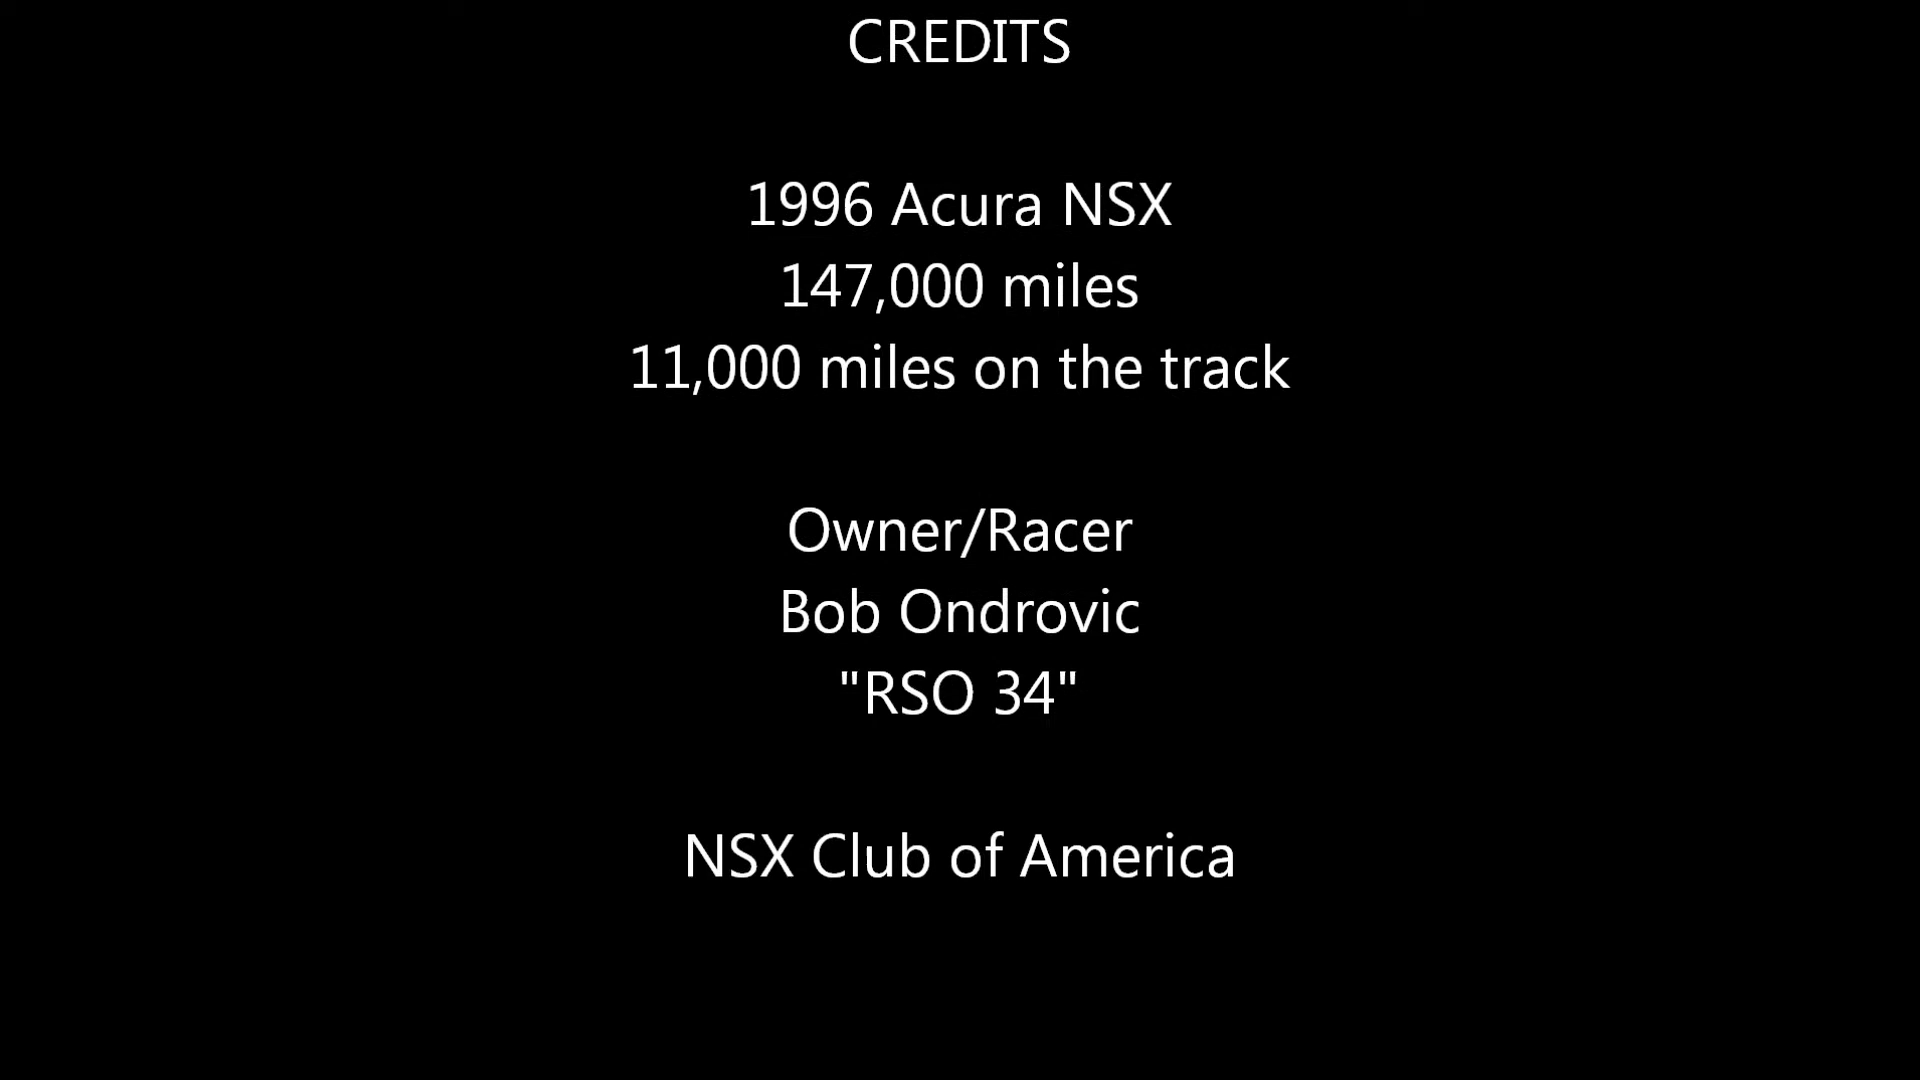 CREDITS
1996 Acura NSX
147,000 miles
11,000 miles on the track
Owner/Racer
Bob Ondrovic
"RSO 34"
NSX Club of America